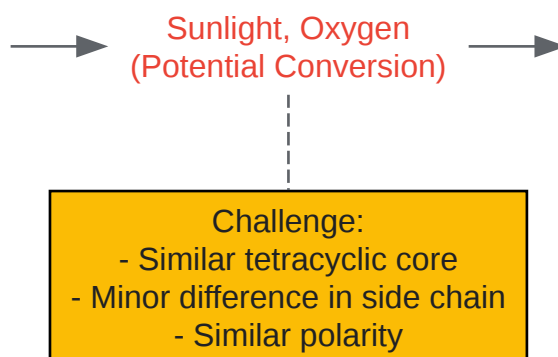 Sunlight, Oxygen
(Potential Conversion)
Challenge:
- Similar tetracyclic core
- Minor difference in side chain
- Similar polarity